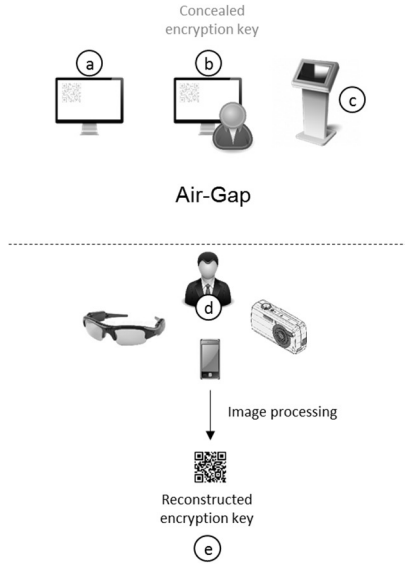 Concealed
encryption key
a
b
c
Air-Gap
d
Image processing
Reconstructed
encryption key
e